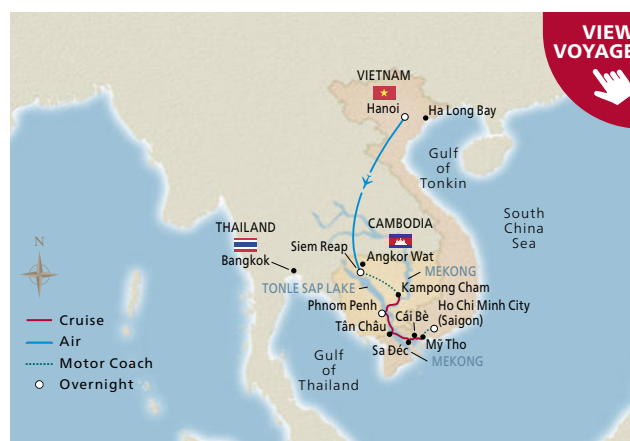 VIEW
VOYAGE
VIETNAM
Hanoi
Ha Long Bay
Gulf
of
Tonkin
South
China
Sea
THAILAND
Bangkok
CAMBODIA
Siem Reap
Angkor Wat
MEKONG
TONLE SAP LAKE
Kampong Cham
Phnom Penh
Ho Chi Minh City
(Saigon)
Cái Bè
Tân Châu
Mỹ Tho
Sa Đéc
MEKONG
Gulf
of
Thailand
N
Cruise
Air
Motor Coach
Overnight